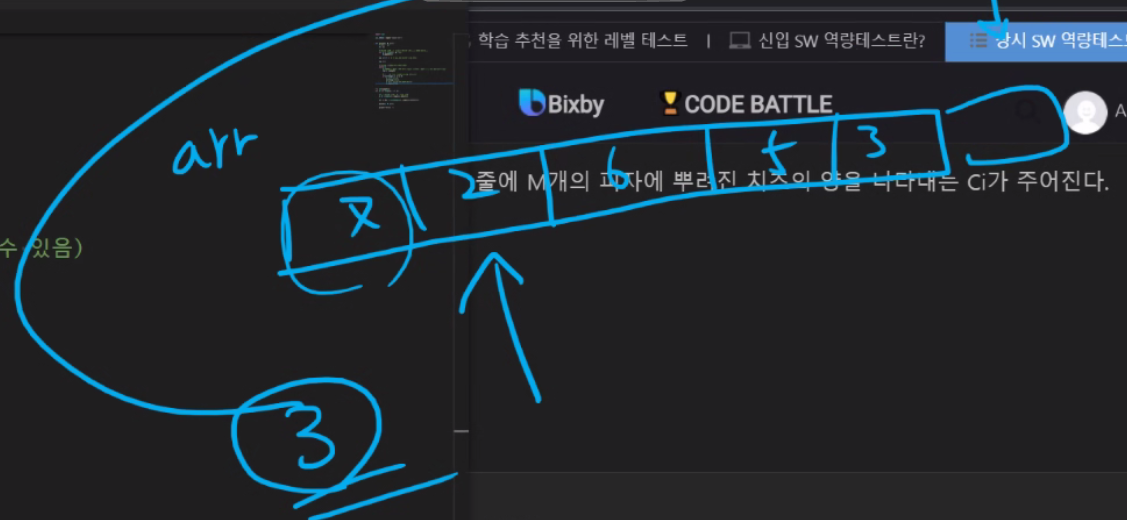 학습 추천을 위한 레벨 테스트 | 신입 SW 역량테스트란? 상시 SW 역량테스
Bixby CODE BATTLE A
arr
2 6 5 3
줄에 M개의 피자에 뿌려진 치즈의 양을 나타내는 Ci가 주어진다.
수 있음)
3